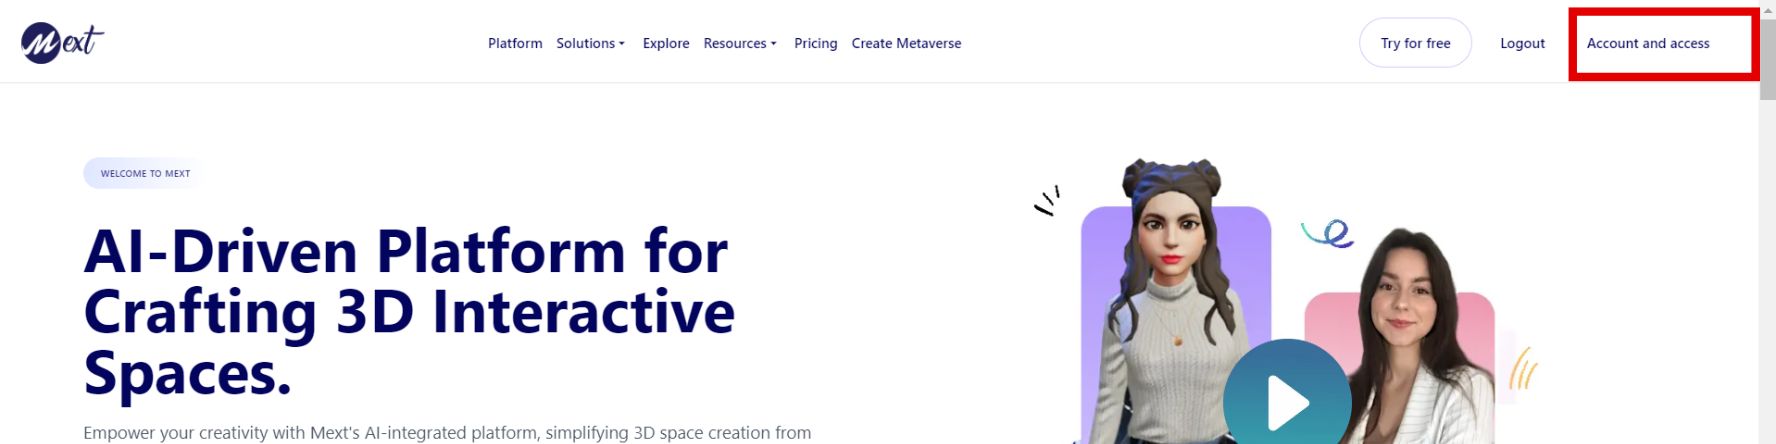 Mext
Platform Solutions Explore Resources Pricing Create Metaverse
Try for free Logout Account and access
WELCOME TO MEXT
AI-Driven Platform for
Crafting 3D Interactive
Spaces.
Empower your creativity with Mext's AI-integrated platform, simplifying 3D space creation from